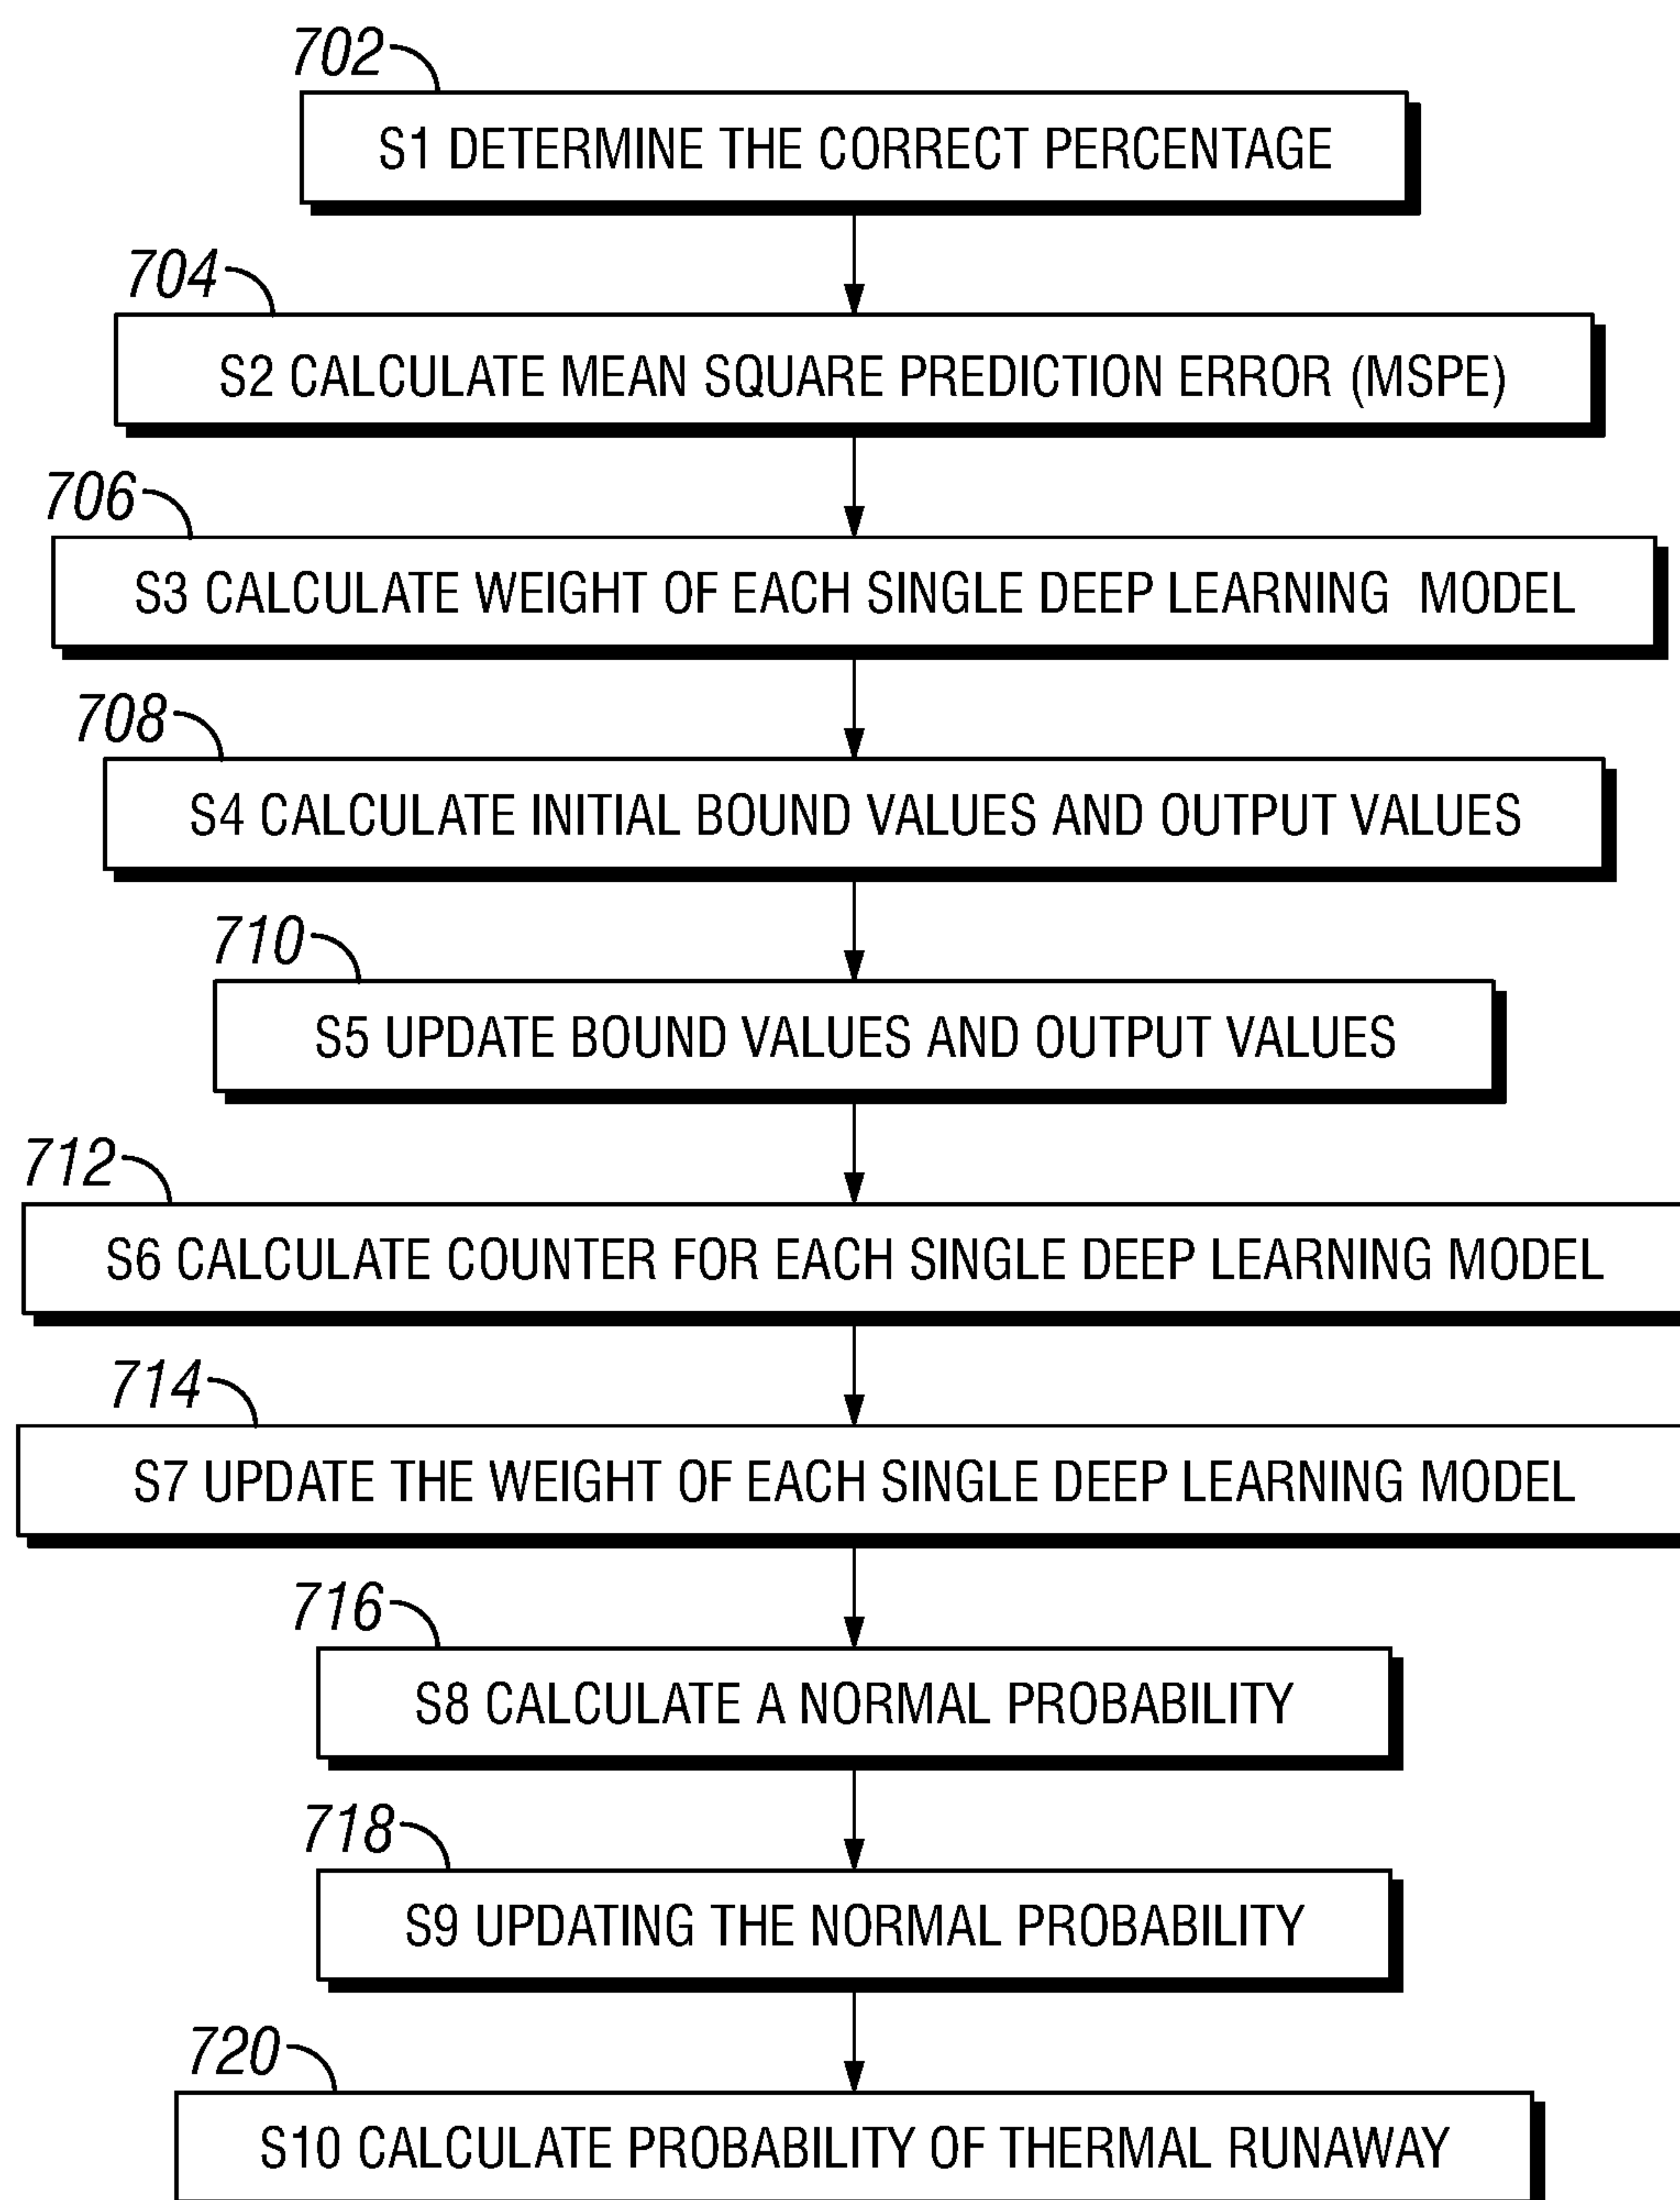 702
S1 DETERMINE THE CORRECT PERCENTAGE
704
S2 CALCULATE MEAN SQUARE PREDICTION ERROR (MSPE)
706
S3 CALCULATE WEIGHT OF EACH SINGLE DEEP LEARNING MODEL
708
S4 CALCULATE INITIAL BOUND VALUES AND OUTPUT VALUES
710
S5 UPDATE BOUND VALUES AND OUTPUT VALUES
712
S6 CALCULATE COUNTER FOR EACH SINGLE DEEP LEARNING MODEL
714
S7 UPDATE THE WEIGHT OF EACH SINGLE DEEP LEARNING MODEL
716
S8 CALCULATE A NORMAL PROBABILITY
718
S9 UPDATING THE NORMAL PROBABILITY
720
S10 CALCULATE PROBABILITY OF THERMAL RUNAWAY